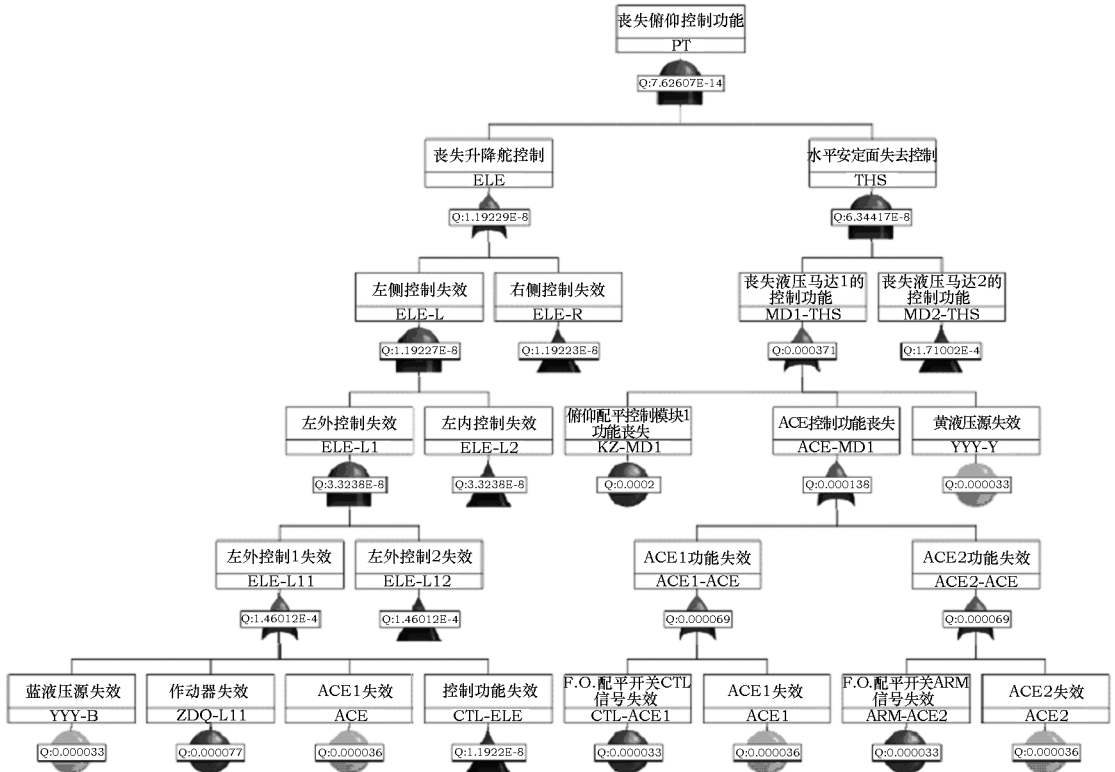 丧失俯仰控制功能
PT
Q:7.62607E-14
丧失升降舵控制
ELE
Q:1.19229E-8
水平安定面失去控制
THS
Q:6.34417E-8
左侧控制失效
ELE-L
Q:1.19227E-8
右侧控制失效
ELE-R
Q:1.19223E-8
丧失液压马达1的
控制功能
MD1-THS
Q:0.000371
丧失液压马达2的
控制功能
MD2-THS
Q:1.71002E-4
左外控制失效
ELE-L1
Q:3.3238E-8
左内控制失效
ELE-L2
Q:3.3238E-8
俯仰配平控制模块1
功能丧失
KZ-MD1
Q:0.0002
ACE控制功能丧失
ACE-MD1
Q:0.000138
黄液压源失效
YYY-Y
Q:0.000033
左外控制1失效
ELE-L11
Q:1.46012E-4
左外控制2失效
ELE-L12
Q:1.46012E-4
ACE1功能失效
ACE1-ACE
Q:0.000069
ACE2功能失效
ACE2-ACE
Q:0.000069
蓝液压源失效
YYY-B
Q:0.000033
作动器失效
ZDQ-L11
Q:0.000077
ACE1失效
ACE
Q:0.000036
控制功能失效
CTL-ELE
Q:1.1922E-8
F.O.配平开关CTL
信号失效
CTL-ACE1
Q:0.000033
ACE1失效
ACE1
Q:0.000036
F.O.配平开关ARM
信号失效
ARM-ACE2
Q:0.000033
ACE2失效
ACE2
Q:0.000036